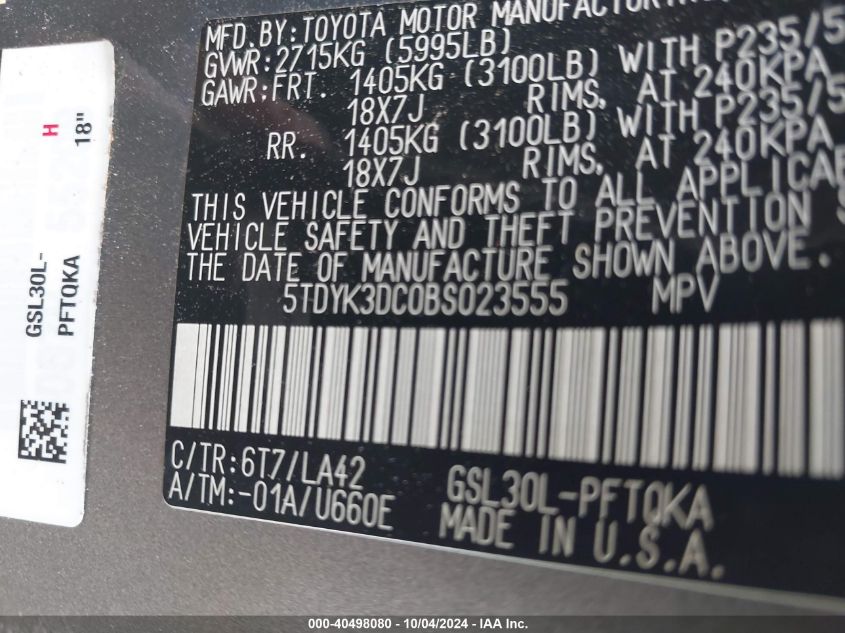 MFD. BY: TOYOTA MOTOR
GVWR: 2715KG (5995LB)
GAWR: FRT. 1405KG (3100LB) WITH P235/5
18X7J RIMS, AT 240KPA
RR. 1405KG (3100LB) WITH P235/5
18X7J RIMS, AT 240KPA
THIS VEHICLE CONFORMS TO ALL APPLICA
VEHICLE SAFETY AND THEFT PREVENTION
THE DATE OF MANUFACTURE SHOWN ABOVE.
5TDYK3DC0BS023555 MPV
C/TR: 6T7/LA42
A/TM: -01A/U660E
GSL30L-PFTQKA
MADE IN U.S.A.
GSL30L-
PFTQKA
H
18"
000-40498080 - 10/04/2024 - IAA Inc.